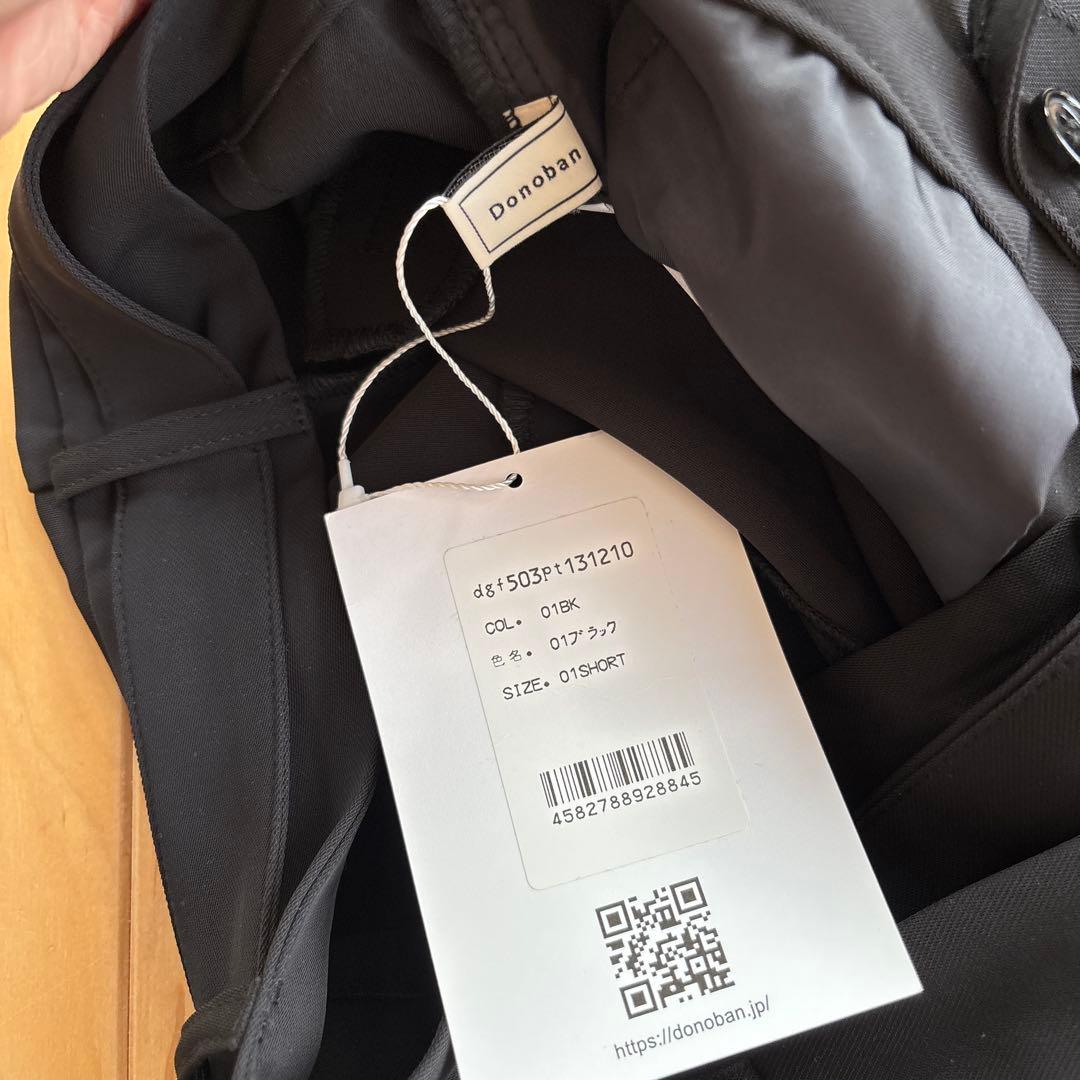 Donoban
dgf503pt131210
COL. 01BK
色名. 01ブラック
SIZE. 01SHORT
4582788928845
https://donoban.jp/